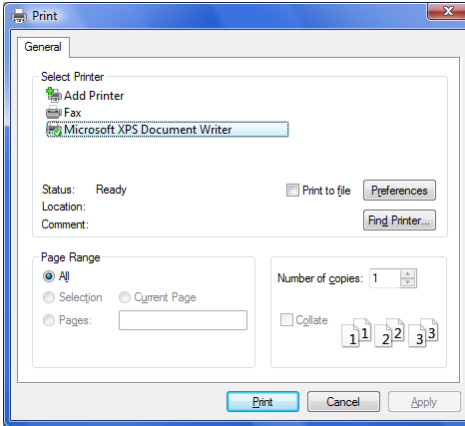 Print
General
Select Printer
Add Printer
Fax
Microsoft XPS Document Writer
Status: Ready
Print to file
Preferences
Location:
Comment:
Find Printer...
Page Range
All
Selection
Current Page
Pages:
Number of copies: 1
Collate
1 1 2 2 3 3
Print
Cancel
Apply